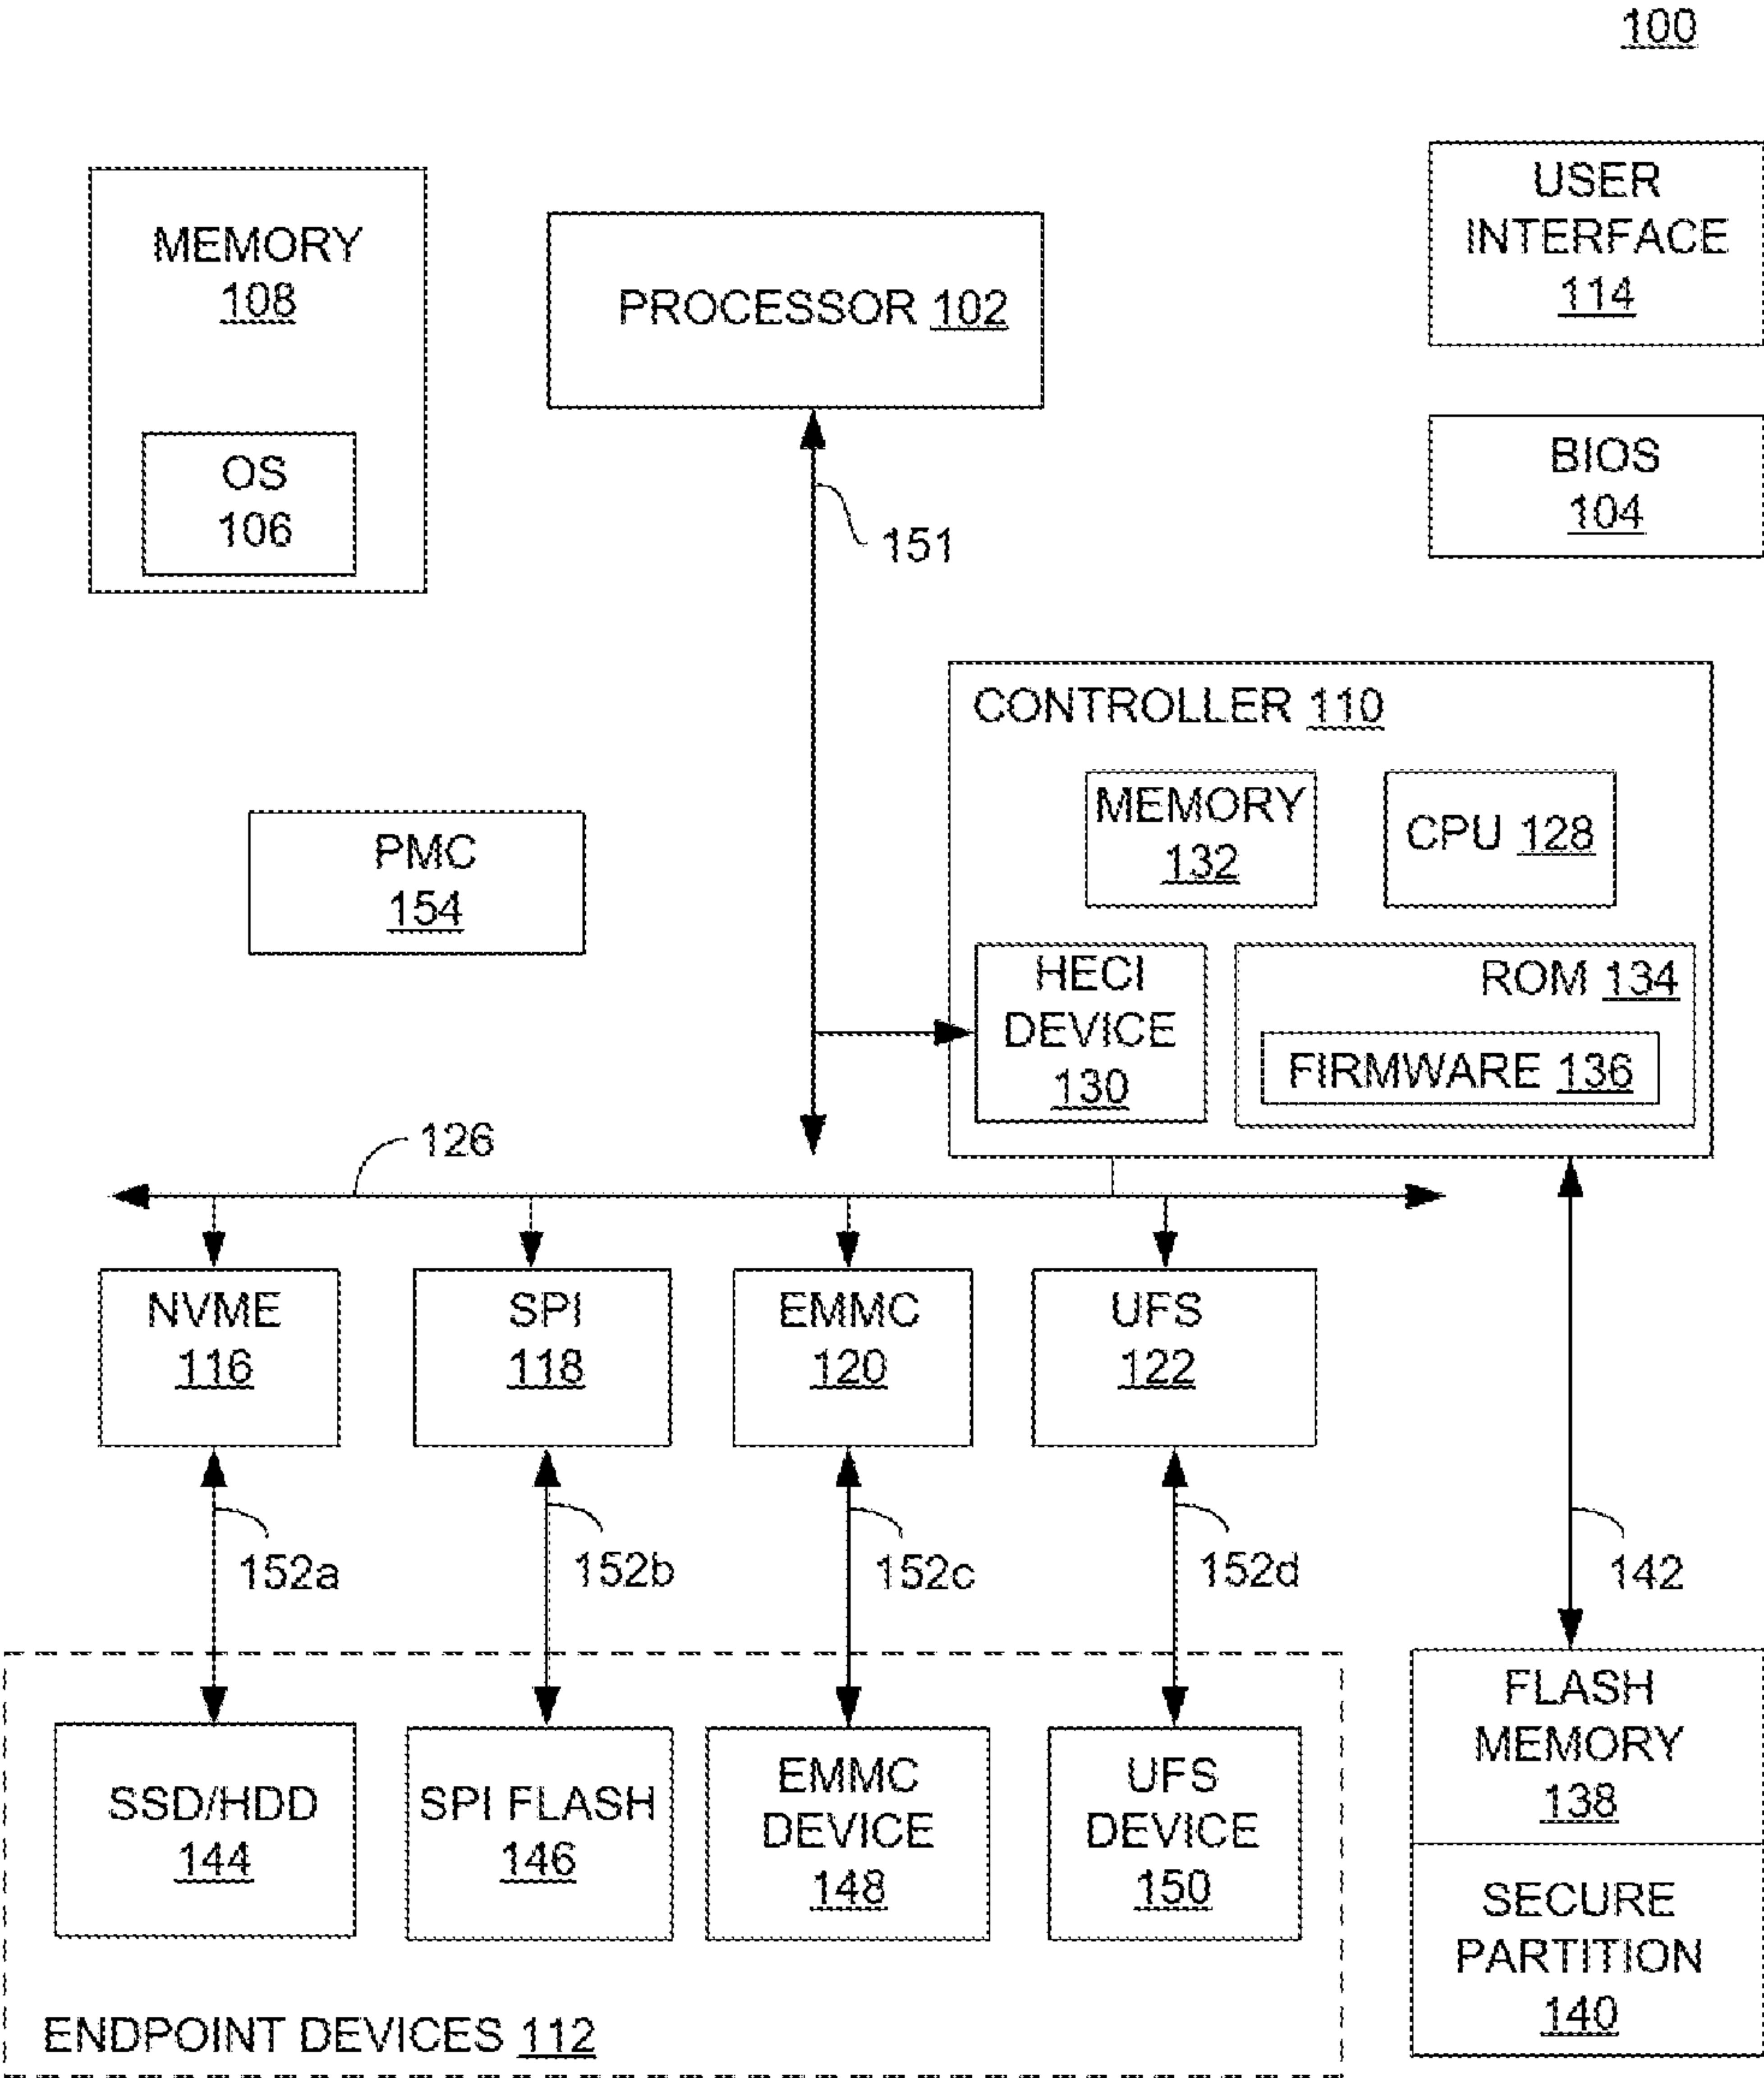 100
MEMORY
108
OS
106
PROCESSOR 102
USER
INTERFACE
114
BIOS
104
151
CONTROLLER 110
MEMORY
132
CPU 128
PMC
154
HECI
DEVICE
130
ROM 134
FIRMWARE 136
126
NVME
116
SPI
118
EMMC
120
UFS
122
152a
152b
152c
152d
142
SSD/HDD
144
SPI FLASH
146
EMMC
DEVICE
148
UFS
DEVICE
150
FLASH
MEMORY
138
SECURE
PARTITION
140
ENDPOINT DEVICES 112